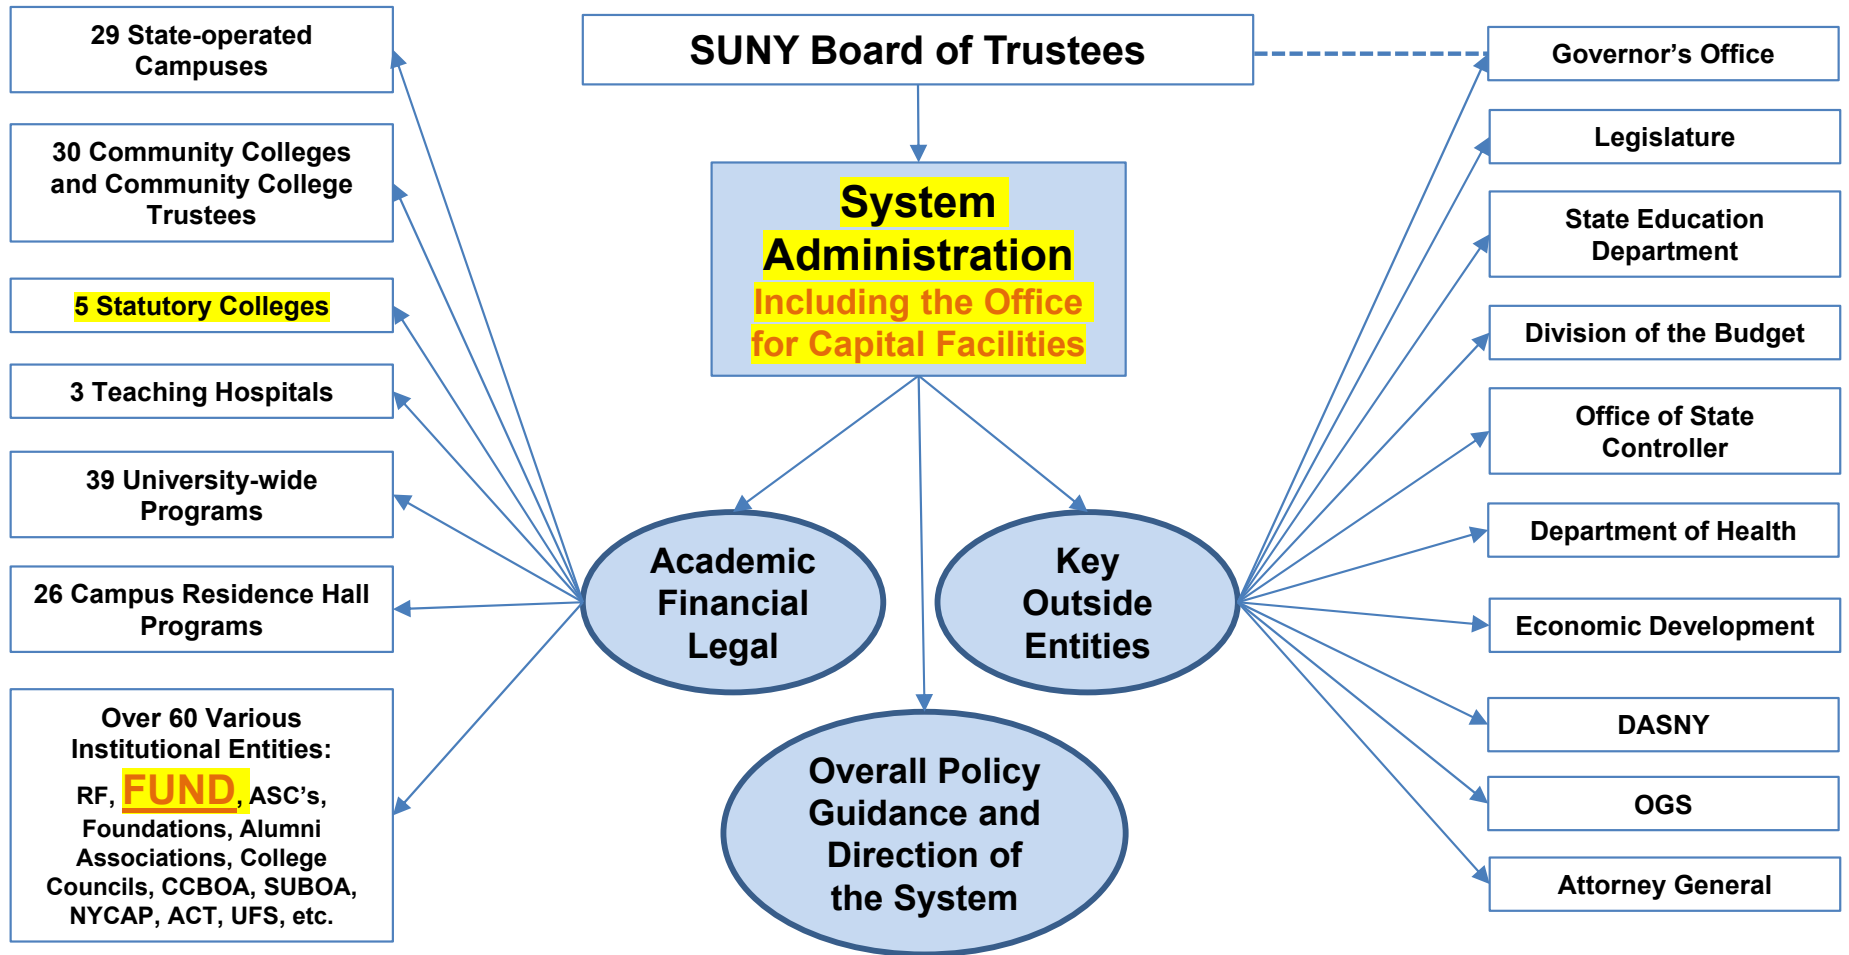 29 State-operated
Campuses
30 Community Colleges
and Community College
Trustees
5 Statutory Colleges
3 Teaching Hospitals
39 University-wide
Programs
26 Campus Residence Hall
Programs
Over 60 Various
Institutional Entities:
RF, FUND, ASC's,
Foundations, Alumni
Associations, College
Councils, CCBOA, SUBOA,
NYCAP, ACT, UFS, etc.
SUNY Board of Trustees
System
Administration
Including the Office
for Capital Facilities
Academic
Financial
Legal
Key
Outside
Entities
Overall Policy
Guidance and
Direction of
the System
Governor’s Office
Legislature
State Education
Department
Division of the Budget
Office of State
Controller
Department of Health
Economic Development
DASNY
OGS
Attorney General